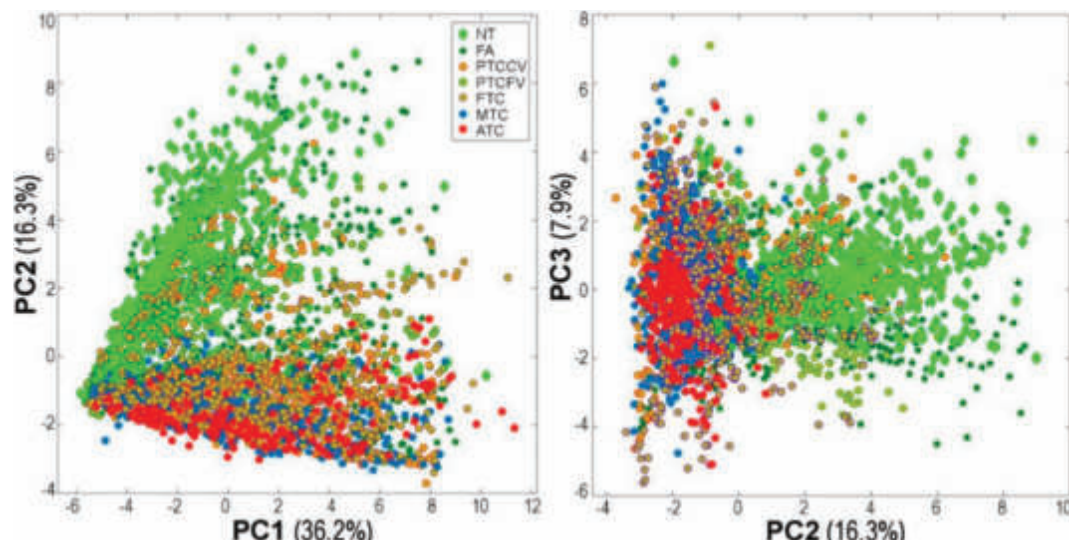 10
8
6
4
2
0
-2
-4
PC2 (16.3%)
-6 -4 -2 0 2 4 6 8 10 12
PC1 (36.2%)
NT
FA
PTCCV
PTCFV
FTC
MTC
ATC
8
6
4
2
0
-2
-4
-6
PC3 (7.9%)
-4 -2 0 2 4 6 8 10
PC2 (16.3%)